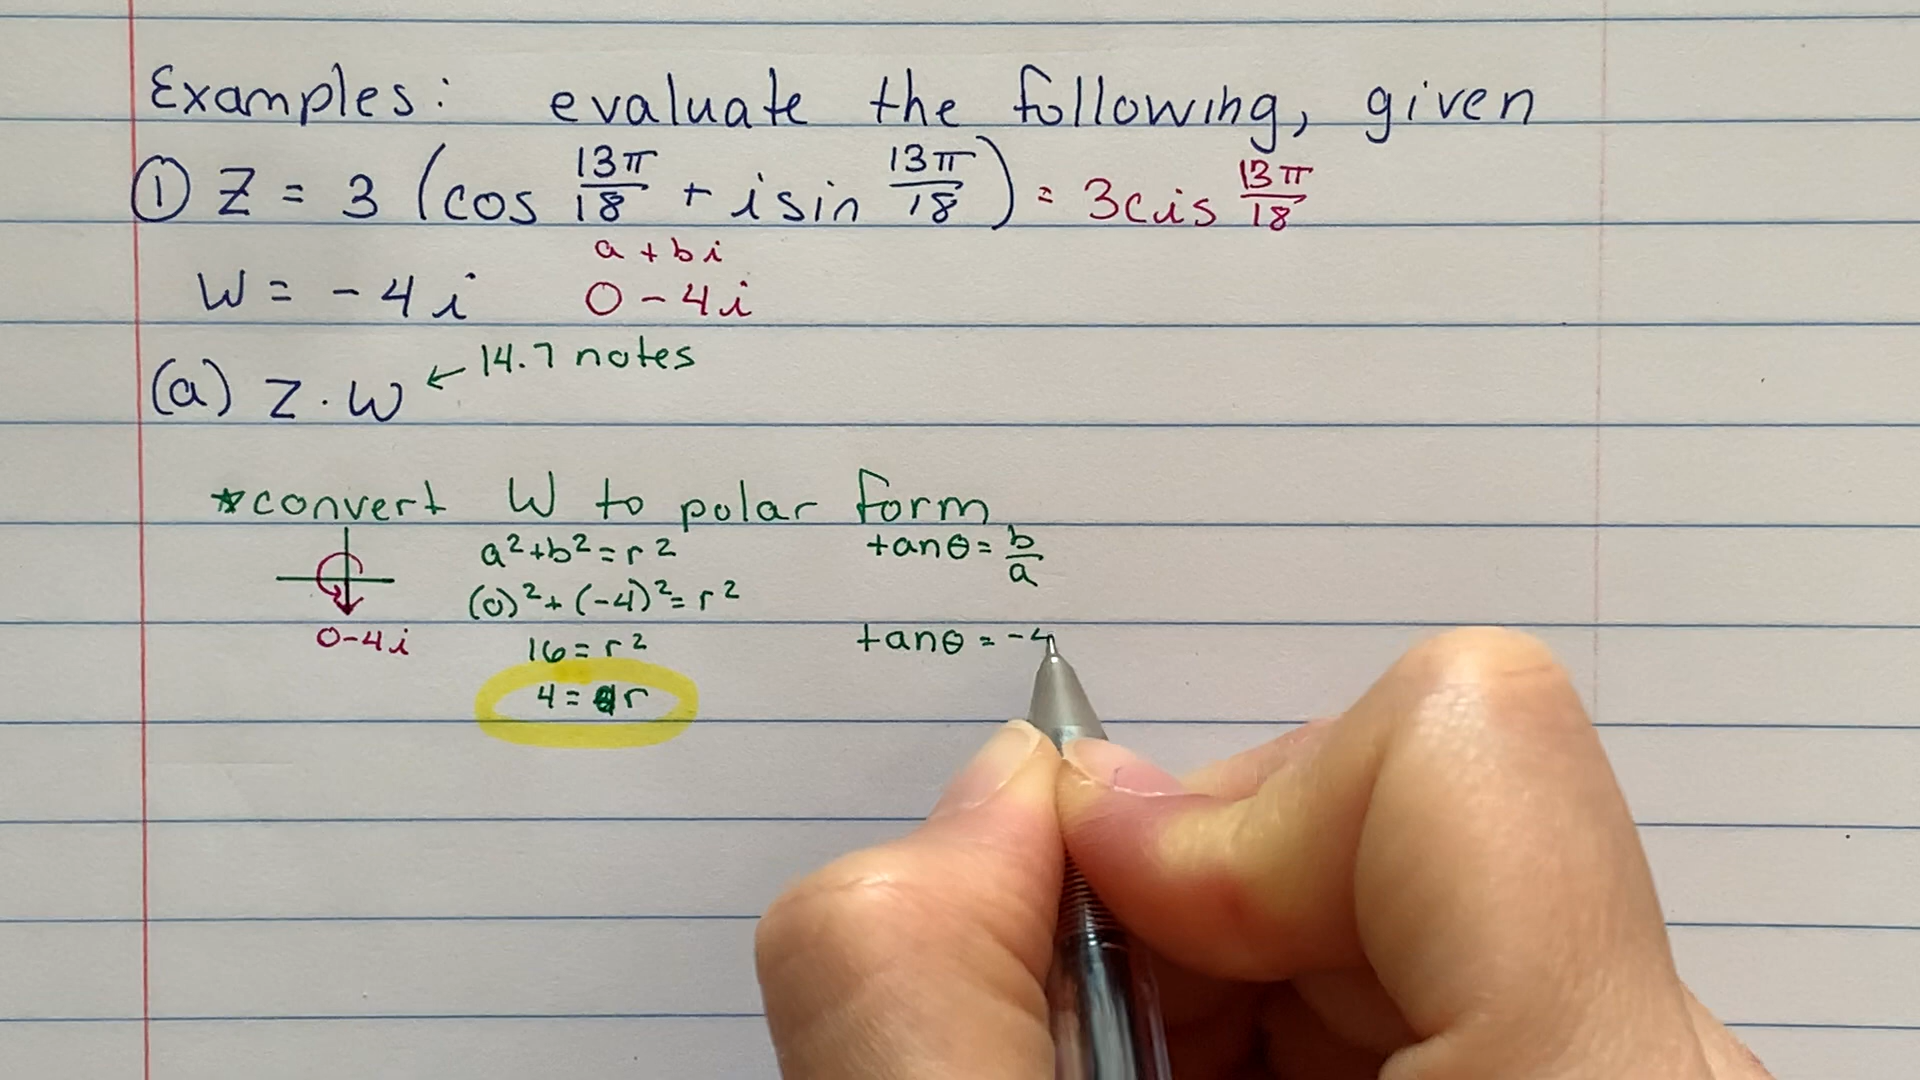 Examples: evaluate the following, given
① Z = 3 (cos 13π/18 + i sin 13π/18) = 3cis 13π/18
a + bi
W = -4i 0 - 4i
(a) Z · W ← 14.7 notes
*convert W to polar form
a² + b² = r² tanθ = b/a
(0)² + (-4)² = r²
0-4i 16 = r² tanθ = -4
4 = r